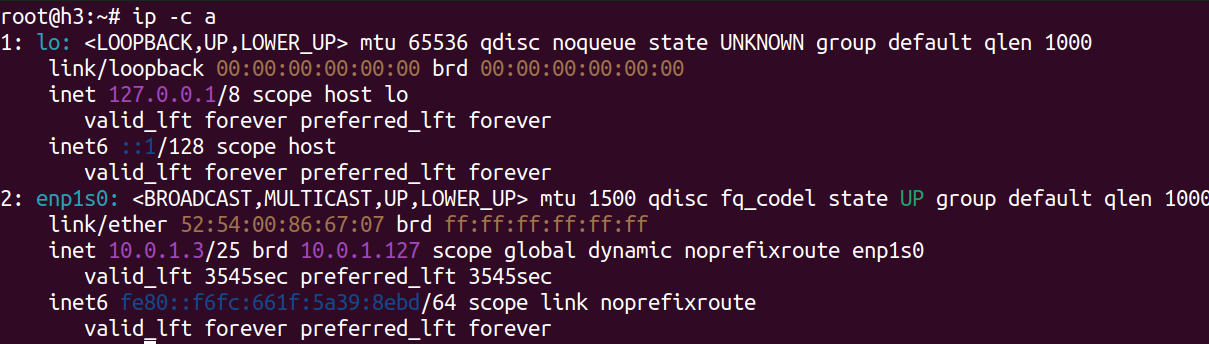 root@h3:~# ip -c a
1: lo: <LOOPBACK,UP,LOWER_UP> mtu 65536 qdisc noqueue state UNKNOWN group default qlen 1000
    link/loopback 00:00:00:00:00:00 brd 00:00:00:00:00:00
    inet 127.0.0.1/8 scope host lo
       valid_lft forever preferred_lft forever
    inet6 ::1/128 scope host
       valid_lft forever preferred_lft forever
2: enp1s0: <BROADCAST,MULTICAST,UP,LOWER_UP> mtu 1500 qdisc fq_codel state UP group default qlen 1000
    link/ether 52:54:00:86:67:07 brd ff:ff:ff:ff:ff:ff
    inet 10.0.1.3/25 brd 10.0.1.127 scope global dynamic noprefixroute enp1s0
       valid_lft 3545sec preferred_lft 3545sec
    inet6 fe80::f6fc:661f:5a39:8ebd/64 scope link noprefixroute
       valid_lft forever preferred_lft forever